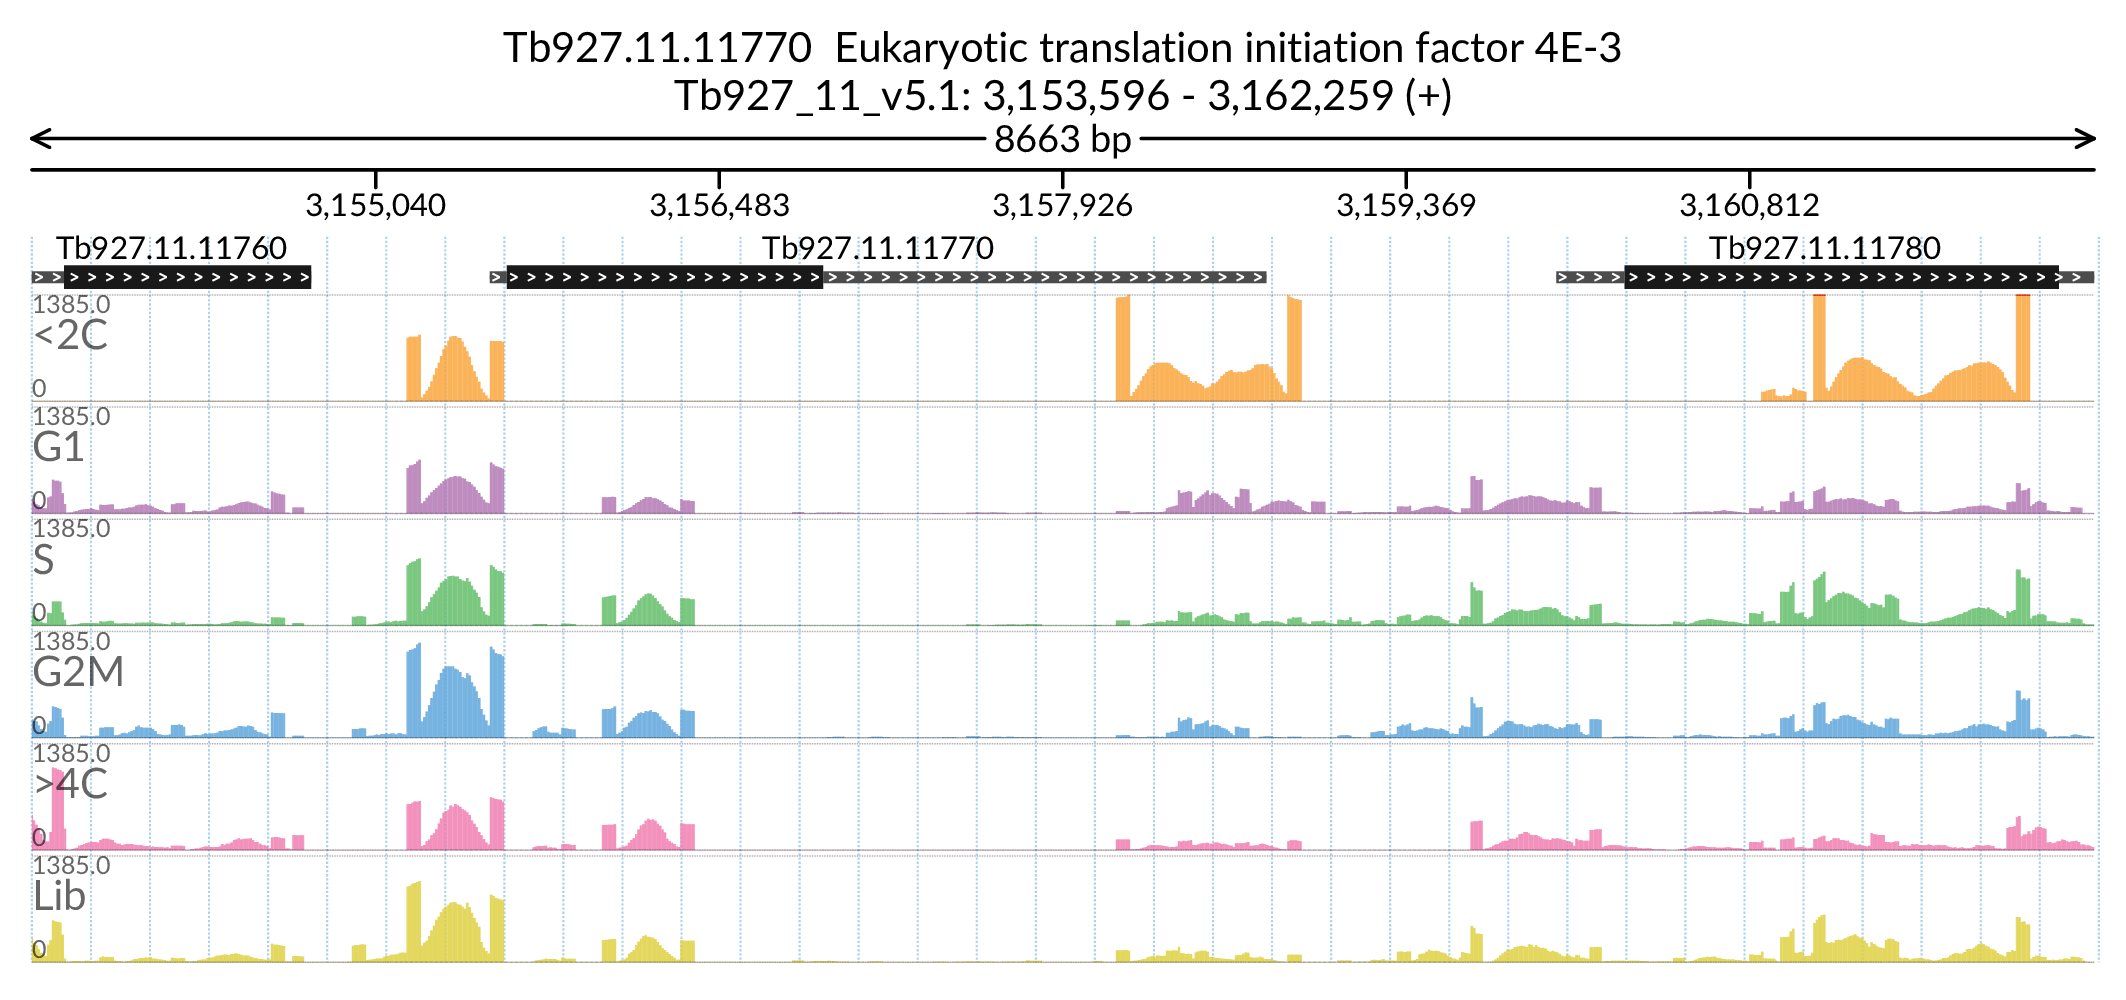 Tb927.11.11770  Eukaryotic translation initiation factor 4E-3
Tb927_11_v5.1: 3,153,596 - 3,162,259 (+)
8663 bp
3,155,040 3,156,483 3,157,926 3,159,369 3,160,812
Tb927.11.11760 Tb927.11.11770 Tb927.11.11780
1385.0
<2C
0
1385.0
G1
0
1385.0
S
0
1385.0
G2M
0
1385.0
>4C
0
1385.0
Lib
0